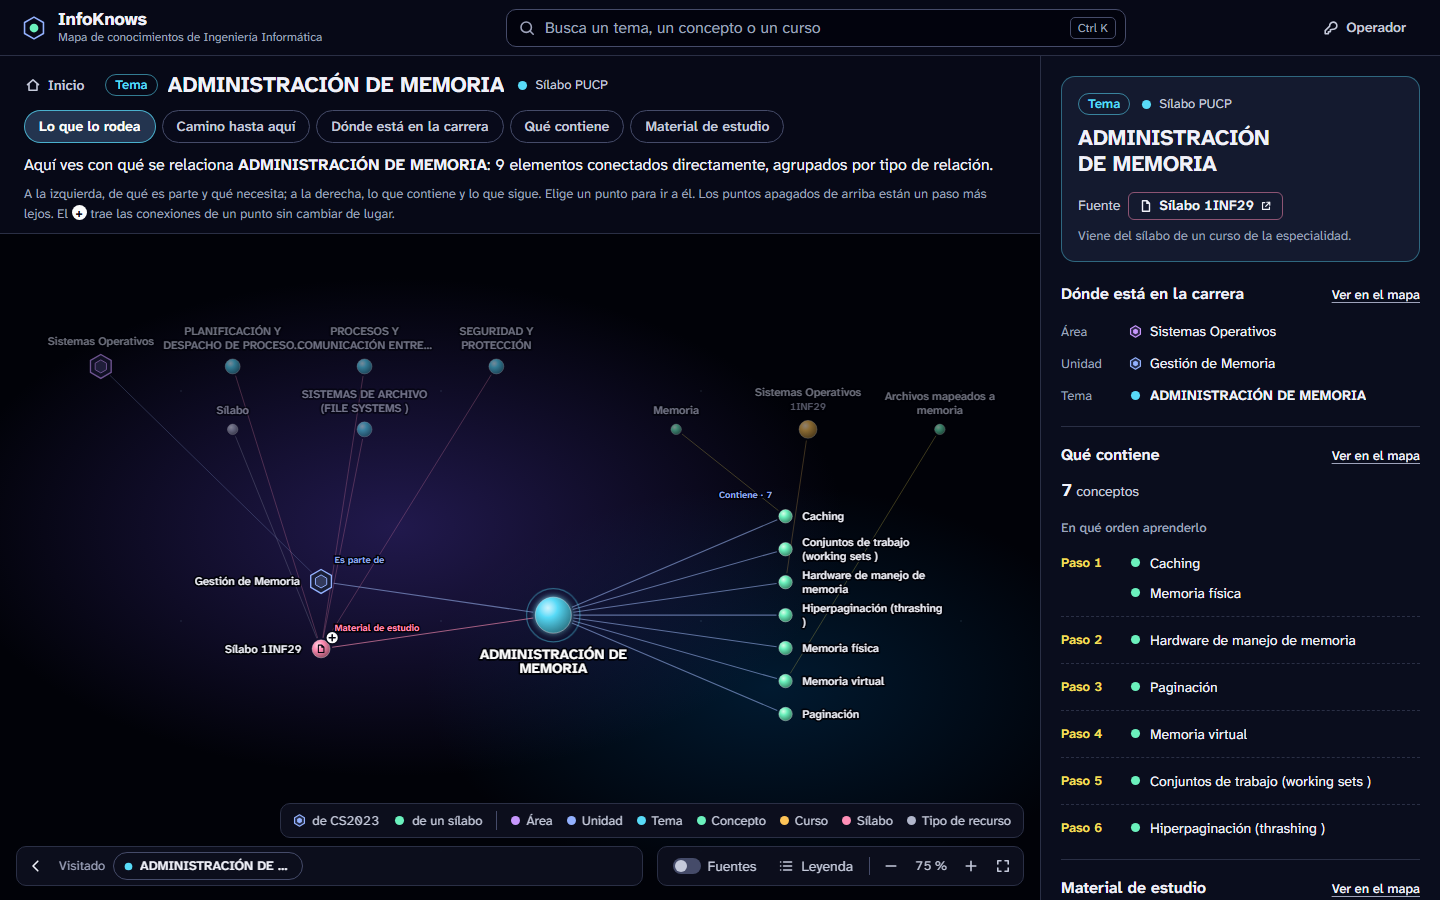 InfoKnows
Mapa de conocimientos de Ingeniería Informática
Busca un tema, un concepto o un curso
Ctrl K
Operador
Inicio
Tema
ADMINISTRACIÓN DE MEMORIA
Sílabo PUCP
Lo que lo rodea
Camino hasta aquí
Dónde está en la carrera
Qué contiene
Material de estudio
Aquí ves con qué se relaciona ADMINISTRACIÓN DE MEMORIA: 9 elementos conectados directamente, agrupados por tipo de relación.
A la izquierda, de qué es parte y qué necesita; a la derecha, lo que contiene y lo que sigue. Elige un punto para ir a él. Los puntos apagados de arriba están un paso más
lejos. El + trae las conexiones de un punto sin cambiar de lugar.
Sistemas Operativos
PLANIFICACIÓN Y
DESPACHO DE PROCESO...
PROCESOS Y
COMUNICACIÓN ENTRE...
SEGURIDAD Y
PROTECCIÓN
Sílabo
SISTEMAS DE ARCHIVO
(FILE SYSTEMS )
Memoria
Sistemas Operativos
1INF29
Archivos mapeados a
memoria
Contiene · 7
Caching
Conjuntos de trabajo
(working sets )
Hardware de manejo de
memoria
Hiperpaginación (thrashing
)
Memoria física
Memoria virtual
Paginación
Es parte de
Gestión de Memoria
Material de estudio
Sílabo 1INF29
ADMINISTRACIÓN DE
MEMORIA
de CS2023
de un sílabo
Área
Unidad
Tema
Concepto
Curso
Sílabo
Tipo de recurso
Visitado
ADMINISTRACIÓN DE ...
Fuentes
Leyenda
75 %
Tema
Sílabo PUCP
ADMINISTRACIÓN
DE MEMORIA
Fuente
Sílabo 1INF29
Viene del sílabo de un curso de la especialidad.
Dónde está en la carrera
Ver en el mapa
Área
Sistemas Operativos
Unidad
Gestión de Memoria
Tema
ADMINISTRACIÓN DE MEMORIA
Qué contiene
Ver en el mapa
7 conceptos
En qué orden aprenderlo
Paso 1
Caching
Memoria física
Paso 2
Hardware de manejo de memoria
Paso 3
Paginación
Paso 4
Memoria virtual
Paso 5
Conjuntos de trabajo (working sets )
Paso 6
Hiperpaginación (thrashing )
Material de estudio
Ver en el mapa